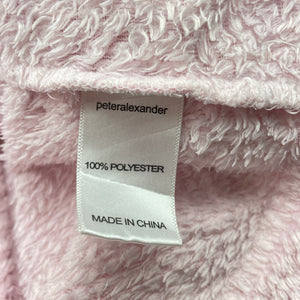 peteralexander
100% POLYESTER
MADE IN CHINA